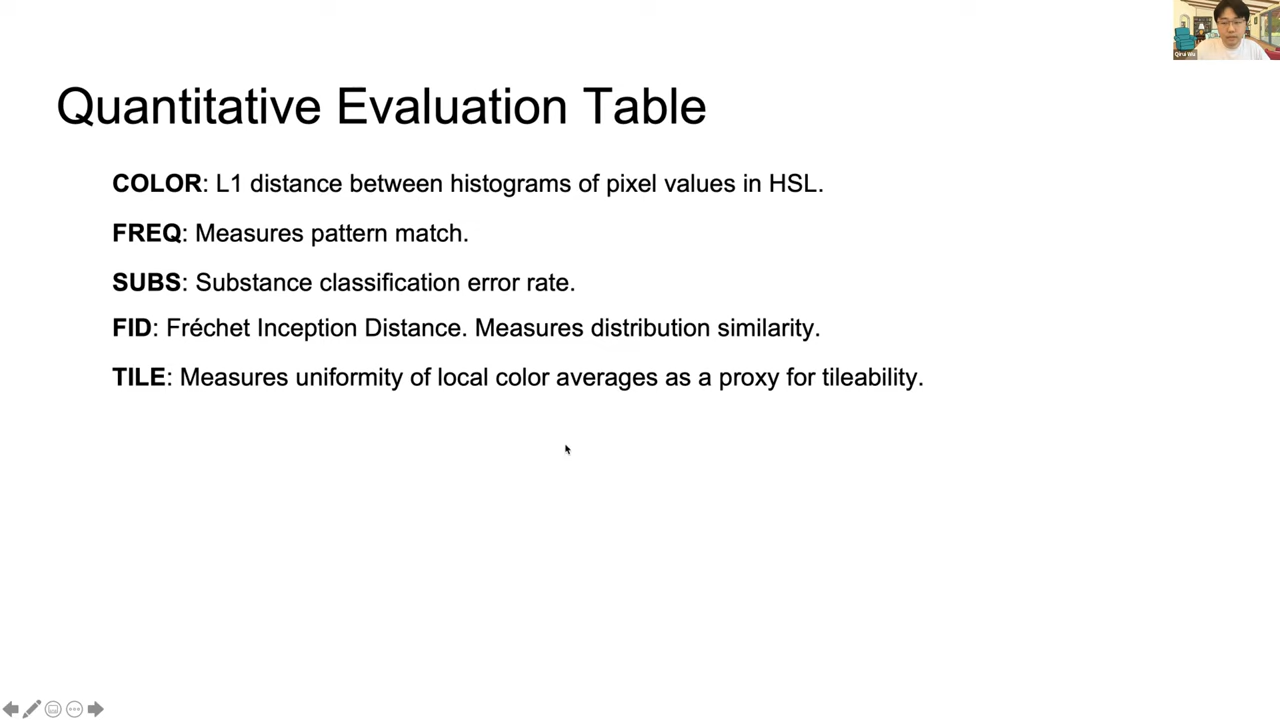 Qirui Wu
Quantitative Evaluation Table
COLOR: L1 distance between histograms of pixel values in HSL.
FREQ: Measures pattern match.
SUBS: Substance classification error rate.
FID: Fréchet Inception Distance. Measures distribution similarity.
TILE: Measures uniformity of local color averages as a proxy for tileability.